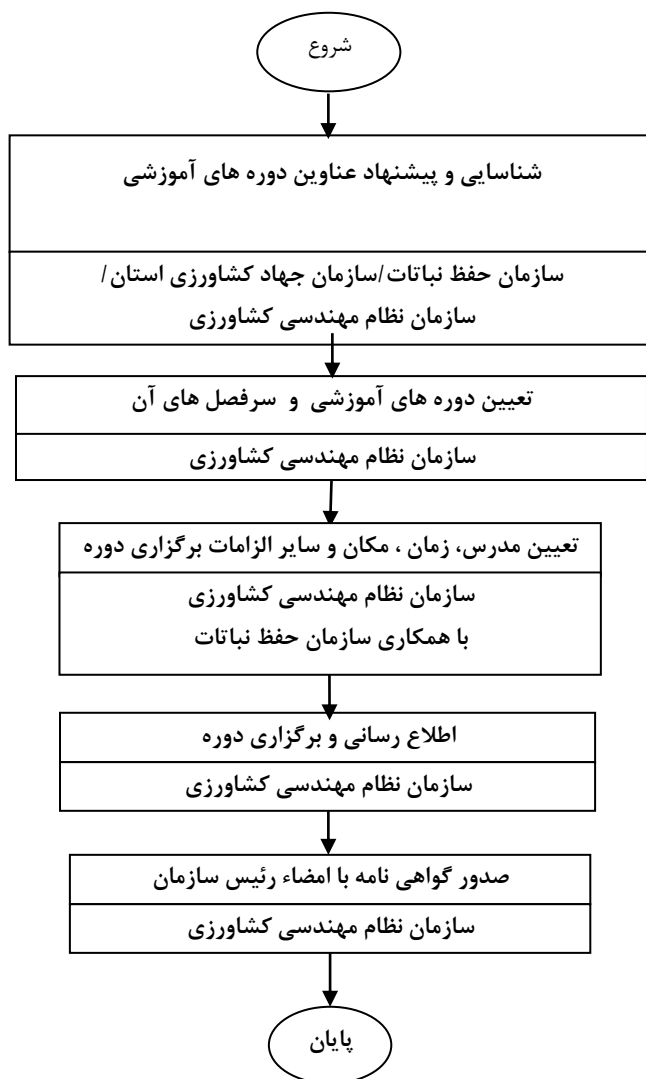 شروع
شناسایی و پیشنهاد عناوین دوره های آموزشی
سازمان حفظ نباتات/سازمان جهاد کشاورزی استان/
سازمان نظام مهندسی کشاورزی
تعیین دوره های آموزشی و سرفصل های آن
سازمان نظام مهندسی کشاورزی
تعیین مدرس، زمان ، مکان و سایر الزامات برگزاری دوره
سازمان نظام مهندسی کشاورزی
با همکاری سازمان حفظ نباتات
اطلاع رسانی و برگزاری دوره
سازمان نظام مهندسی کشاورزی
صدور گواهی نامه با امضاء رئیس سازمان
سازمان نظام مهندسی کشاورزی
پایان